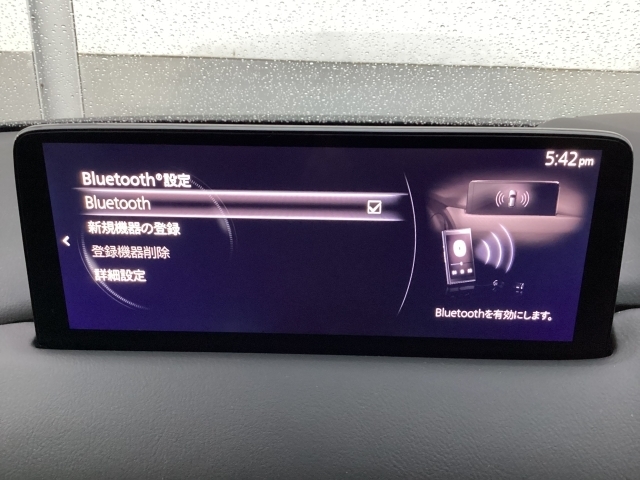 5:42 pm
Bluetooth®設定
Bluetooth
新規機器の登録
登録機器削除
詳細設定
Bluetoothを有効にします。